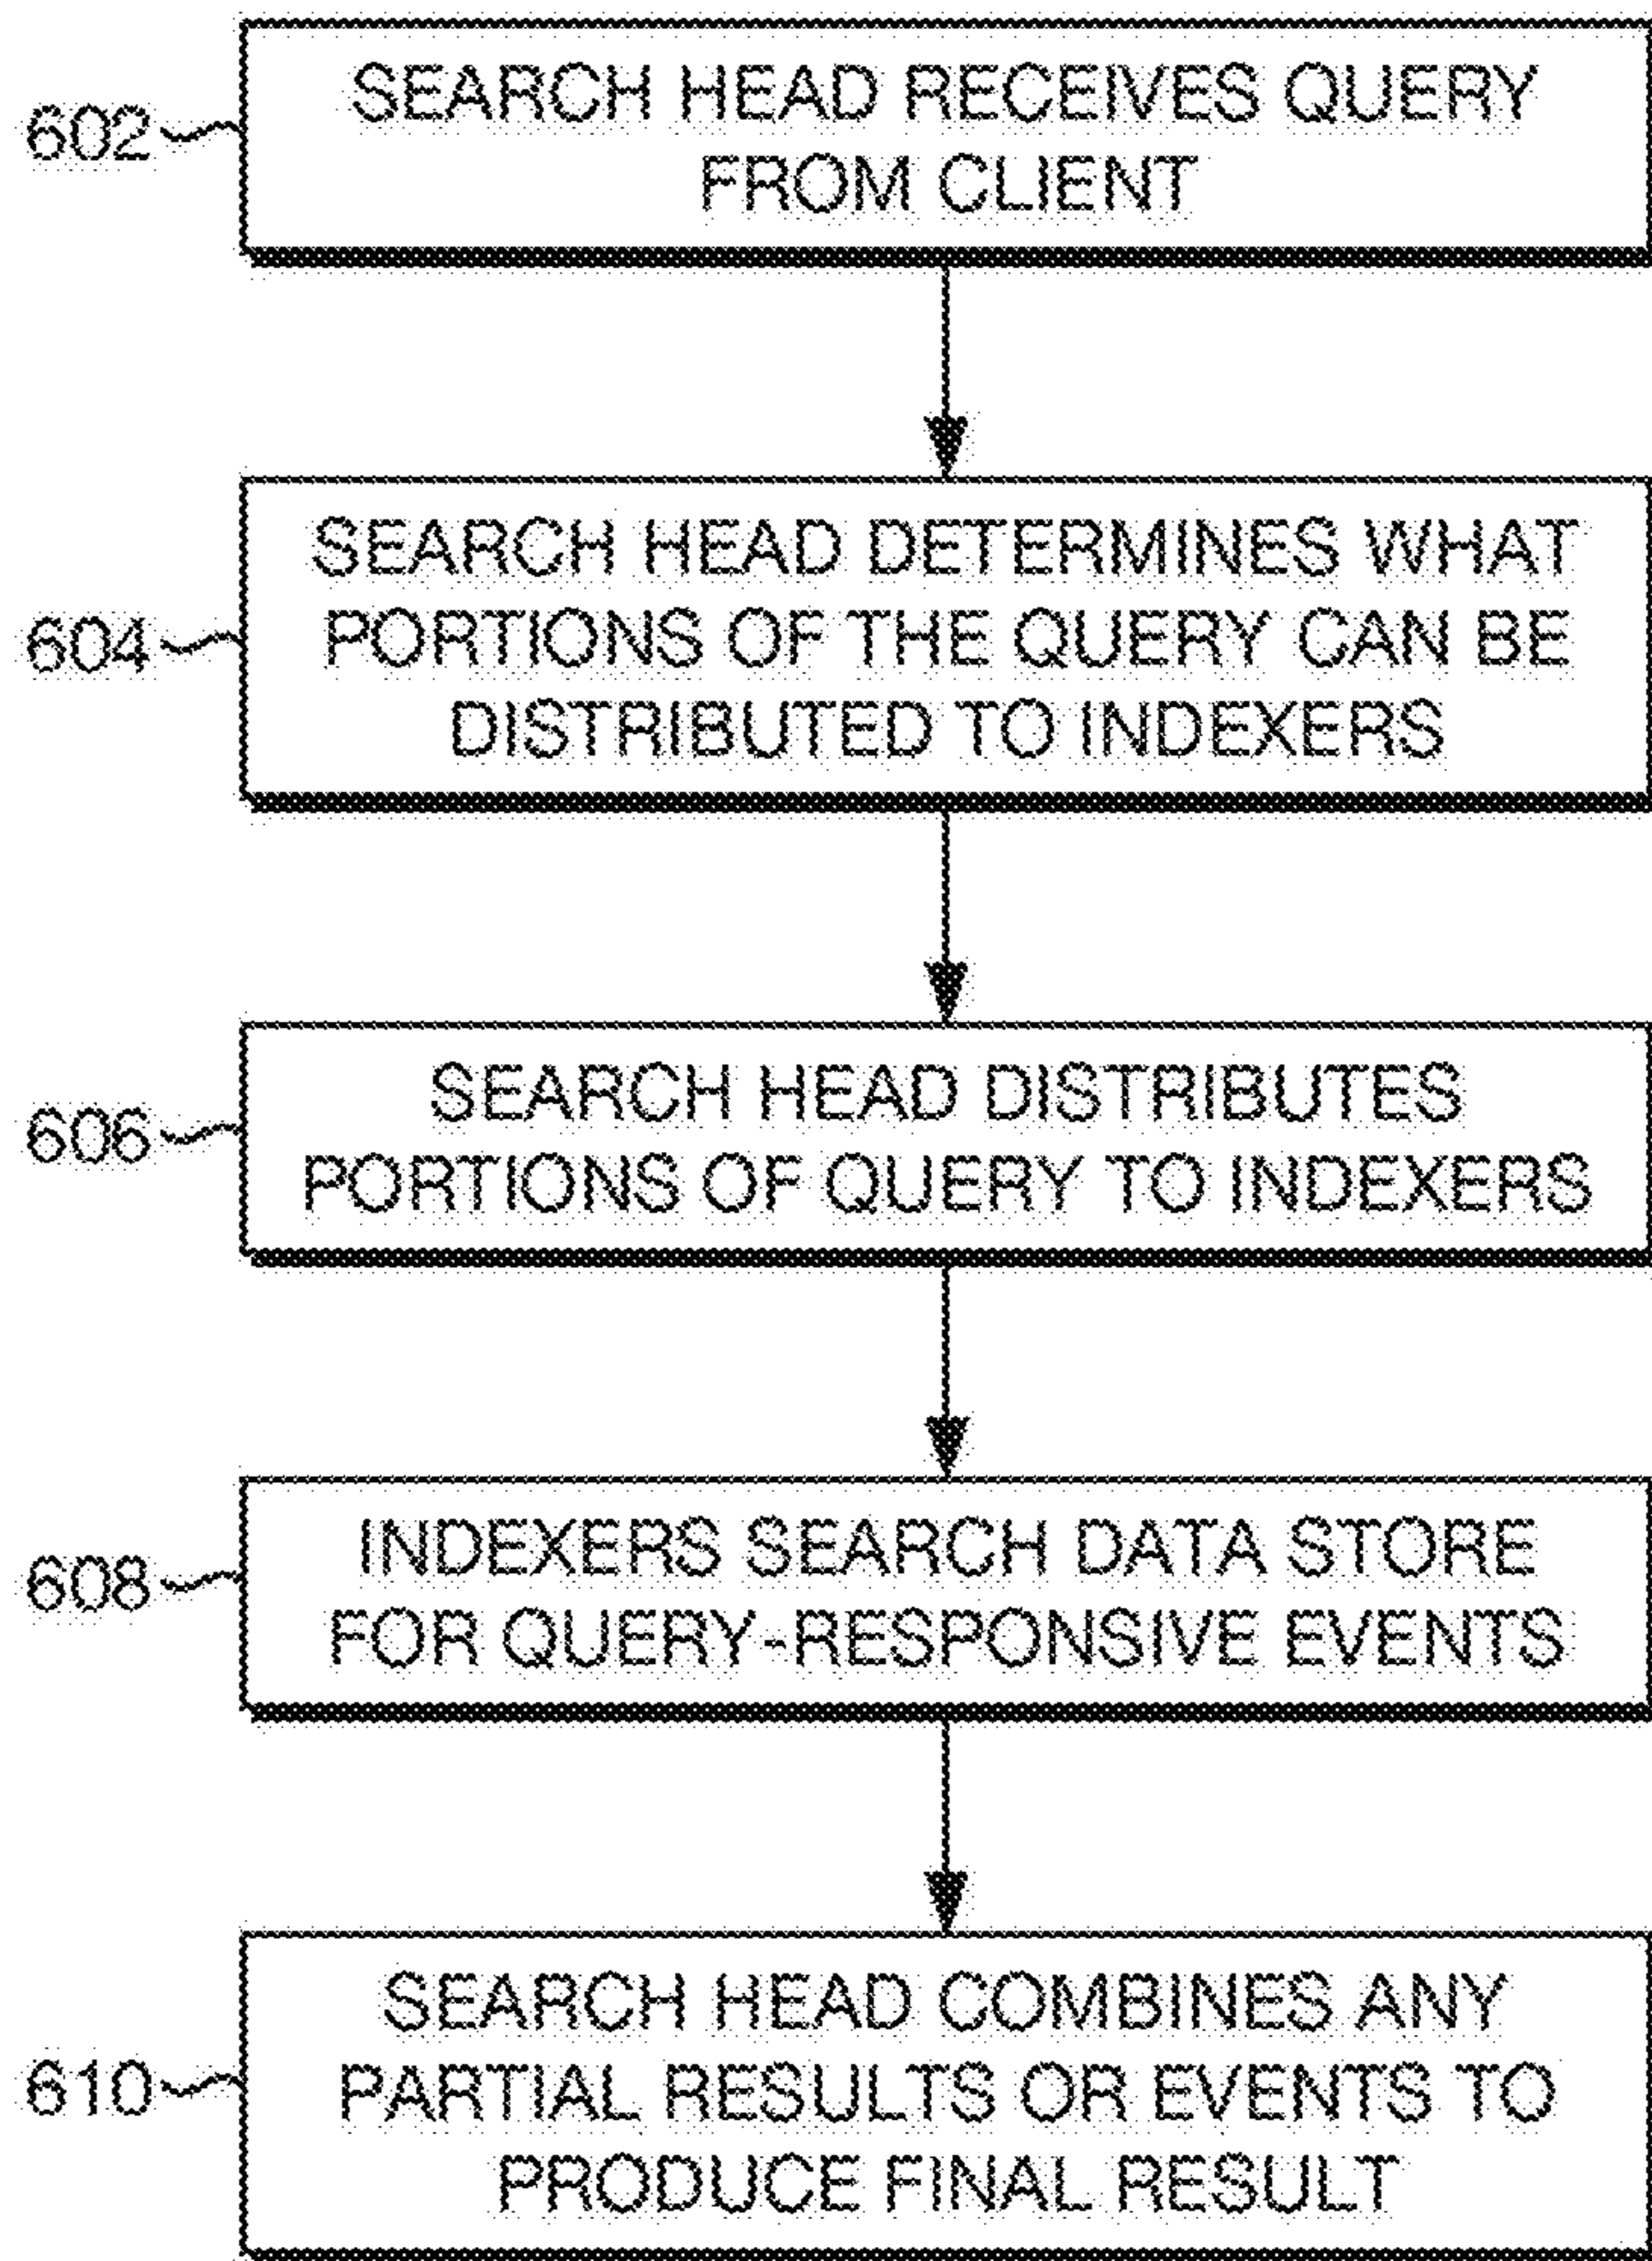 602
SEARCH HEAD RECEIVES QUERY
FROM CLIENT
604
SEARCH HEAD DETERMINES WHAT
PORTIONS OF THE QUERY CAN BE
DISTRIBUTED TO INDEXERS
606
SEARCH HEAD DISTRIBUTES
PORTIONS OF QUERY TO INDEXERS
608
INDEXERS SEARCH DATA STORE
FOR QUERY-RESPONSIVE EVENTS
610
SEARCH HEAD COMBINES ANY
PARTIAL RESULTS OR EVENTS TO
PRODUCE FINAL RESULT